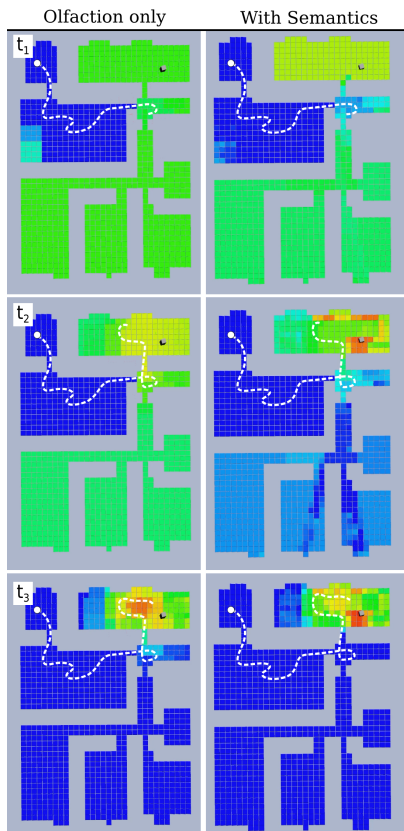 Olfaction only
With Semantics
t₁
t₂
t₃